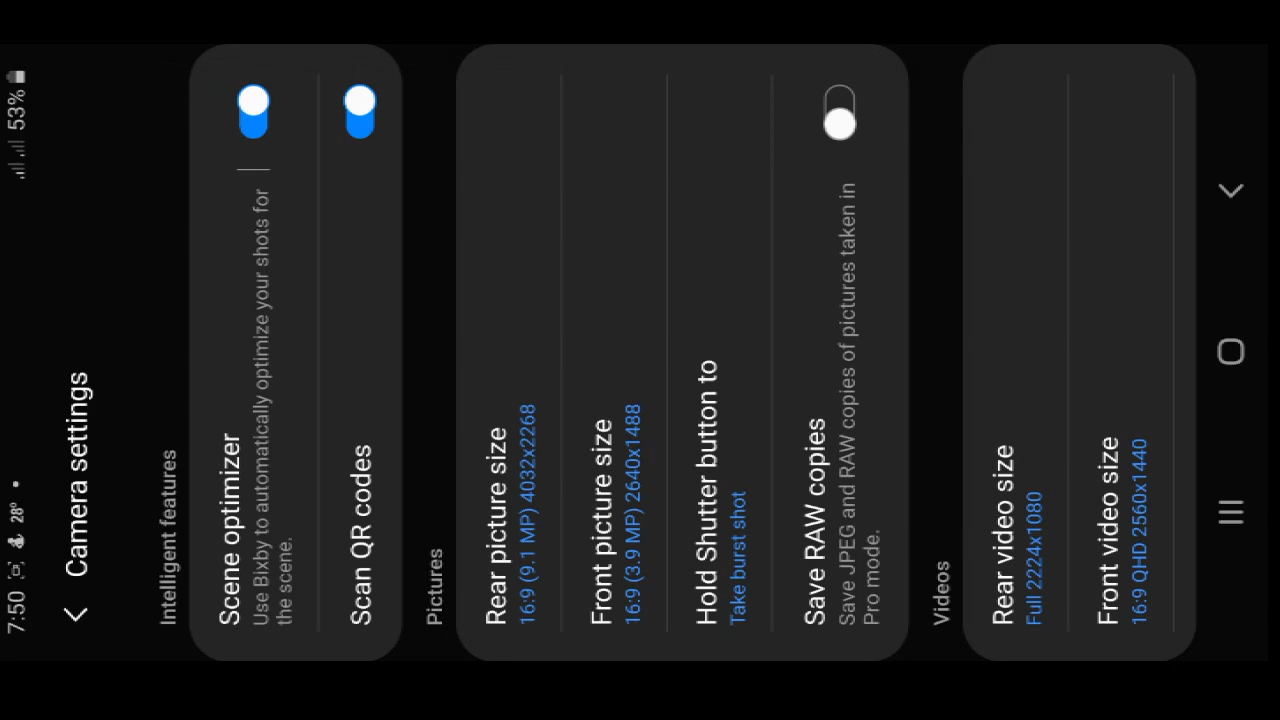 7:50 28° • 53%
Camera settings
Intelligent features
Scene optimizer
Use Bixby to automatically optimize your shots for
the scene.
Scan QR codes
Pictures
Rear picture size
16:9 (9.1 MP) 4032x2268
Front picture size
16:9 (3.9 MP) 2640x1488
Hold Shutter button to
Take burst shot
Save RAW copies
Save JPEG and RAW copies of pictures taken in
Pro mode.
Videos
Rear video size
Full 2224x1080
Front video size
16:9 QHD 2560x1440